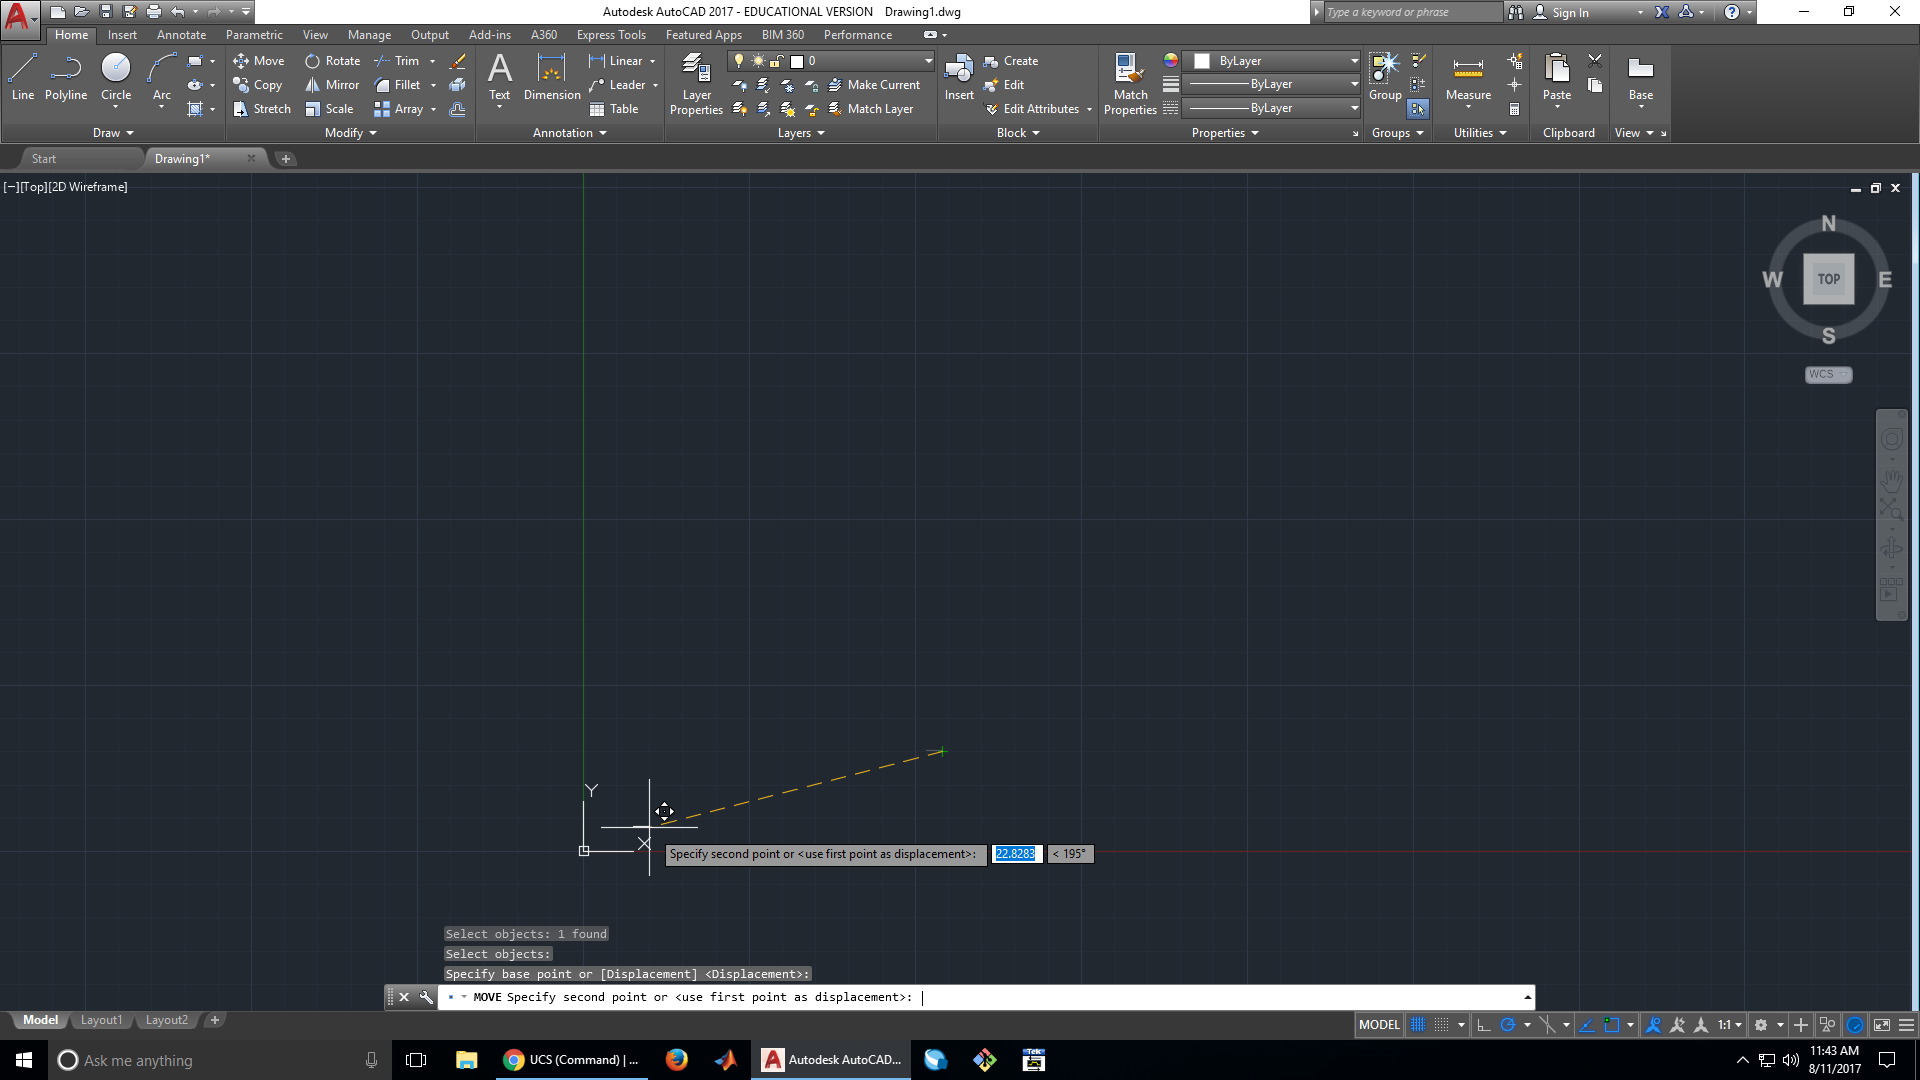 Autodesk AutoCAD 2017 - EDUCATIONAL VERSION Drawing1.dwg
Type a keyword or phrase
Sign In
Home Insert Annotate Parametric View Manage Output Add-ins A360 Express Tools Featured Apps BIM 360 Performance
Line Polyline Circle Arc
Draw
Move Rotate Trim
Copy Mirror Fillet
Stretch Scale Array
Modify
Text Dimension
Linear
Leader
Table
Annotation
Layer Properties
0
Make Current
Match Layer
Layers
Insert
Create
Edit
Edit Attributes
Block
Match Properties
ByLayer
ByLayer
ByLayer
Properties
Group
Groups
Measure
Utilities
Paste
Clipboard
Base
View
Start Drawing1*
[−][Top][2D Wireframe]
N
W TOP E
S
WCS
Y
X
Specify second point or <use first point as displacement>: 22.8283 < 195°
Select objects: 1 found
Select objects:
Specify base point or [Displacement] <Displacement>:
MOVE Specify second point or <use first point as displacement>:
Model Layout1 Layout2
MODEL 1:1
Ask me anything
UCS (Command) | ...
Autodesk AutoCAD...
Tek
11:43 AM
8/11/2017